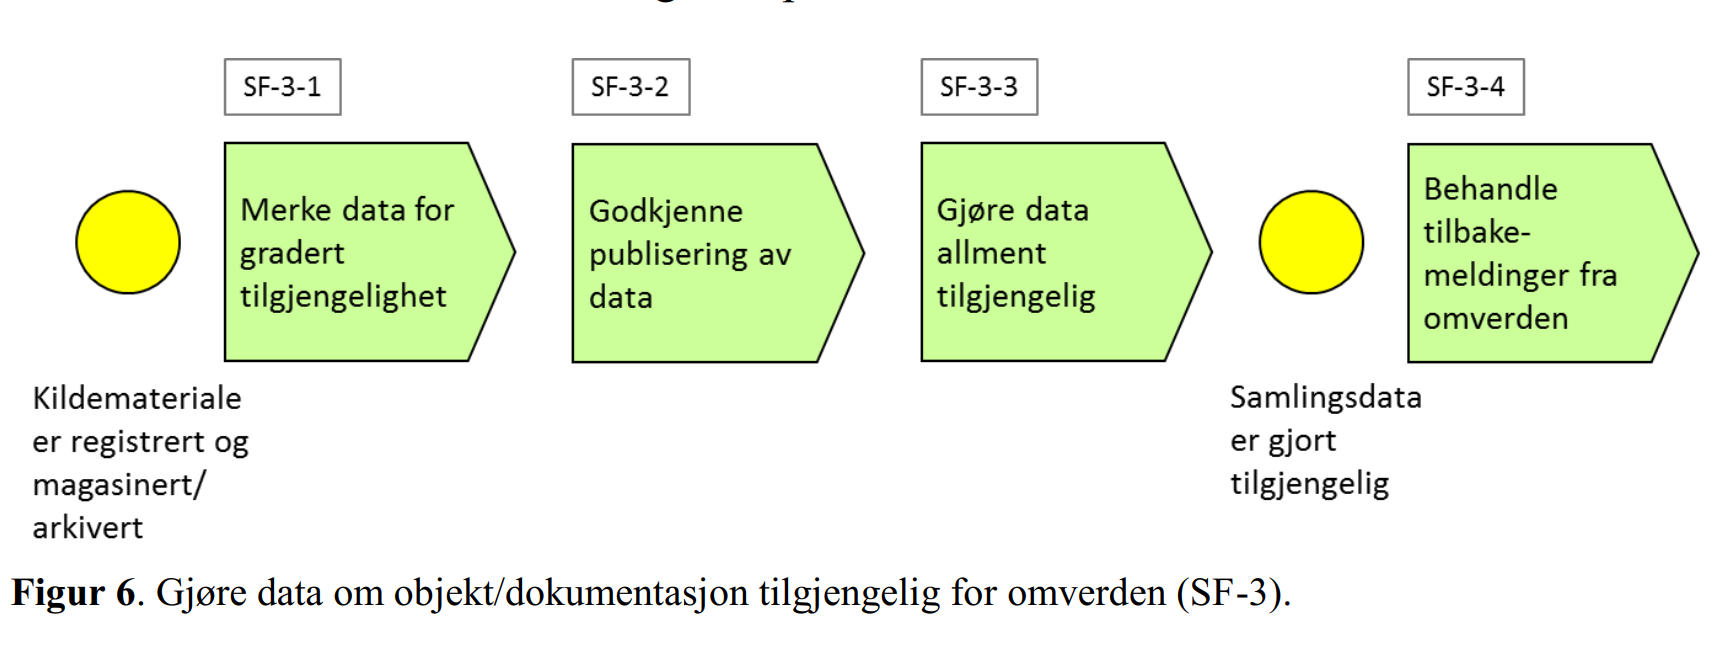 SF-3-1
SF-3-2
SF-3-3
SF-3-4
Merke data for
gradert
tilgjengelighet
Godkjenne
publisering av
data
Gjøre data
allment
tilgjengelig
Behandle
tilbake-
meldinger fra
omverden
Kildemateriale
er registrert og
magasinert/
arkivert
Samlingsdata
er gjort
tilgjengelig
Figur 6. Gjøre data om objekt/dokumentasjon tilgjengelig for omverden (SF-3).